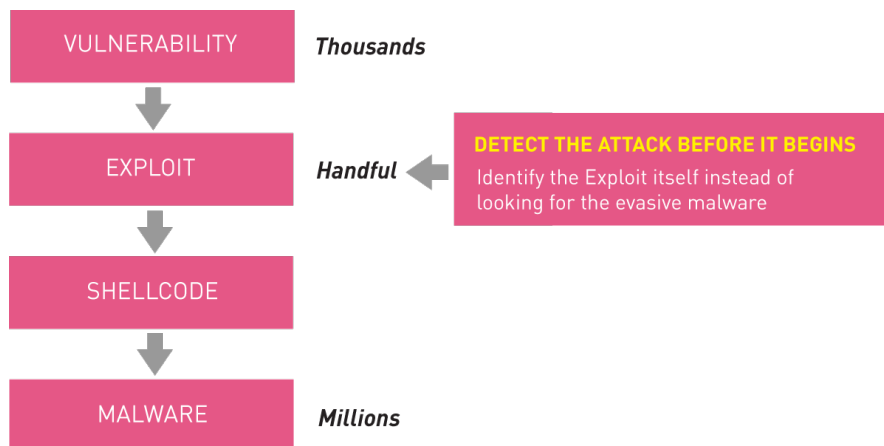 VULNERABILITY
Thousands
EXPLOIT
Handful
DETECT THE ATTACK BEFORE IT BEGINS
Identify the Exploit itself instead of
looking for the evasive malware
SHELLCODE
MALWARE
Millions